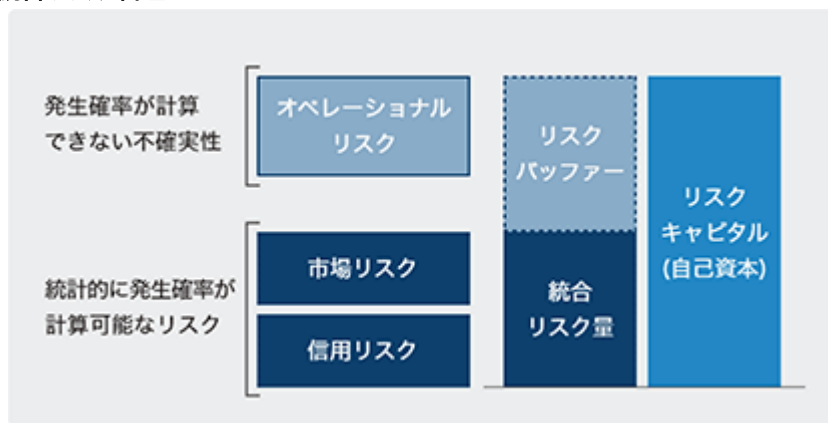 発生確率が計算
できない不確実性
オペレーショナル
リスク
リスク
バッファー
リスク
キャピタル
(自己資本)
統計的に発生確率が
計算可能なリスク
市場リスク
信用リスク
統合
リスク量